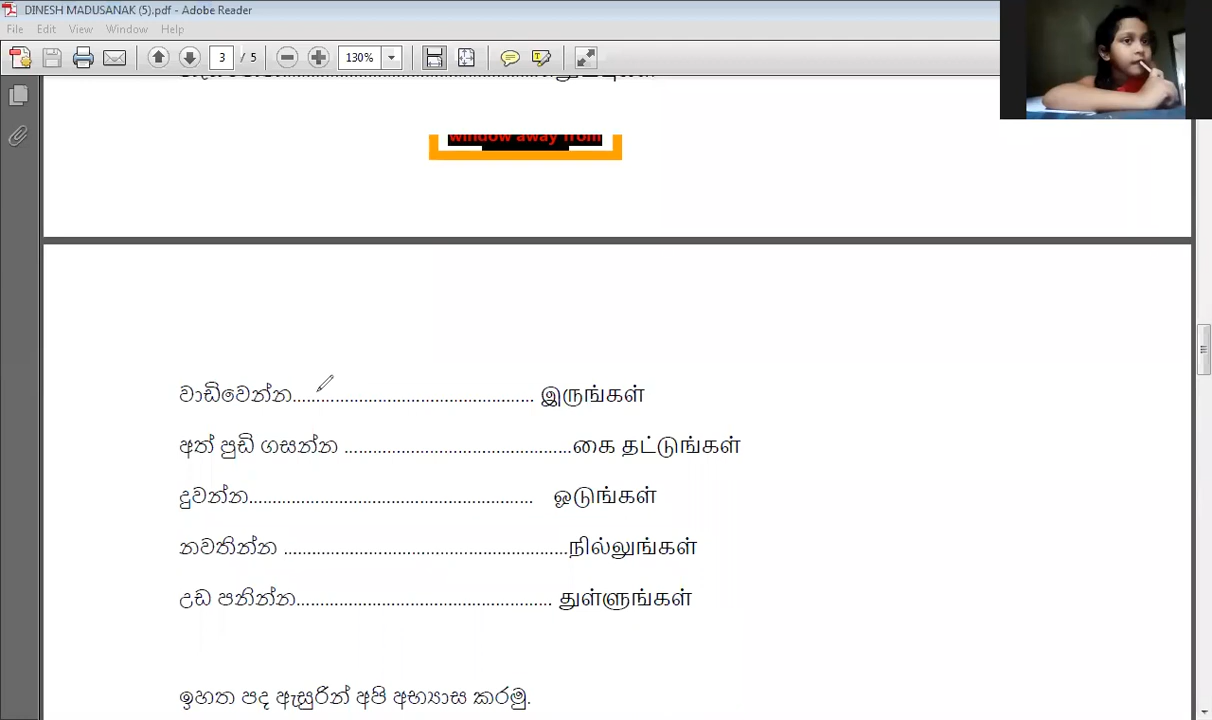 DINESH MADUSANAK (5).pdf - Adobe Reader
File Edit View Window Help
3 / 5 130%
window away from
වාඩිවෙන්න.................................................. இருங்கள்
අත් පුඩි ගසන්න ................................................கை தட்டுங்கள்
දුවන්න............................................................ ஓடுங்கள்
නවතින්න ............................................................நில்லுங்கள்
උඩ පනින්න...................................................... துள்ளுங்கள்
ඉහත පද ඇසුරින් අපි අභ්‍යාස කරමු.